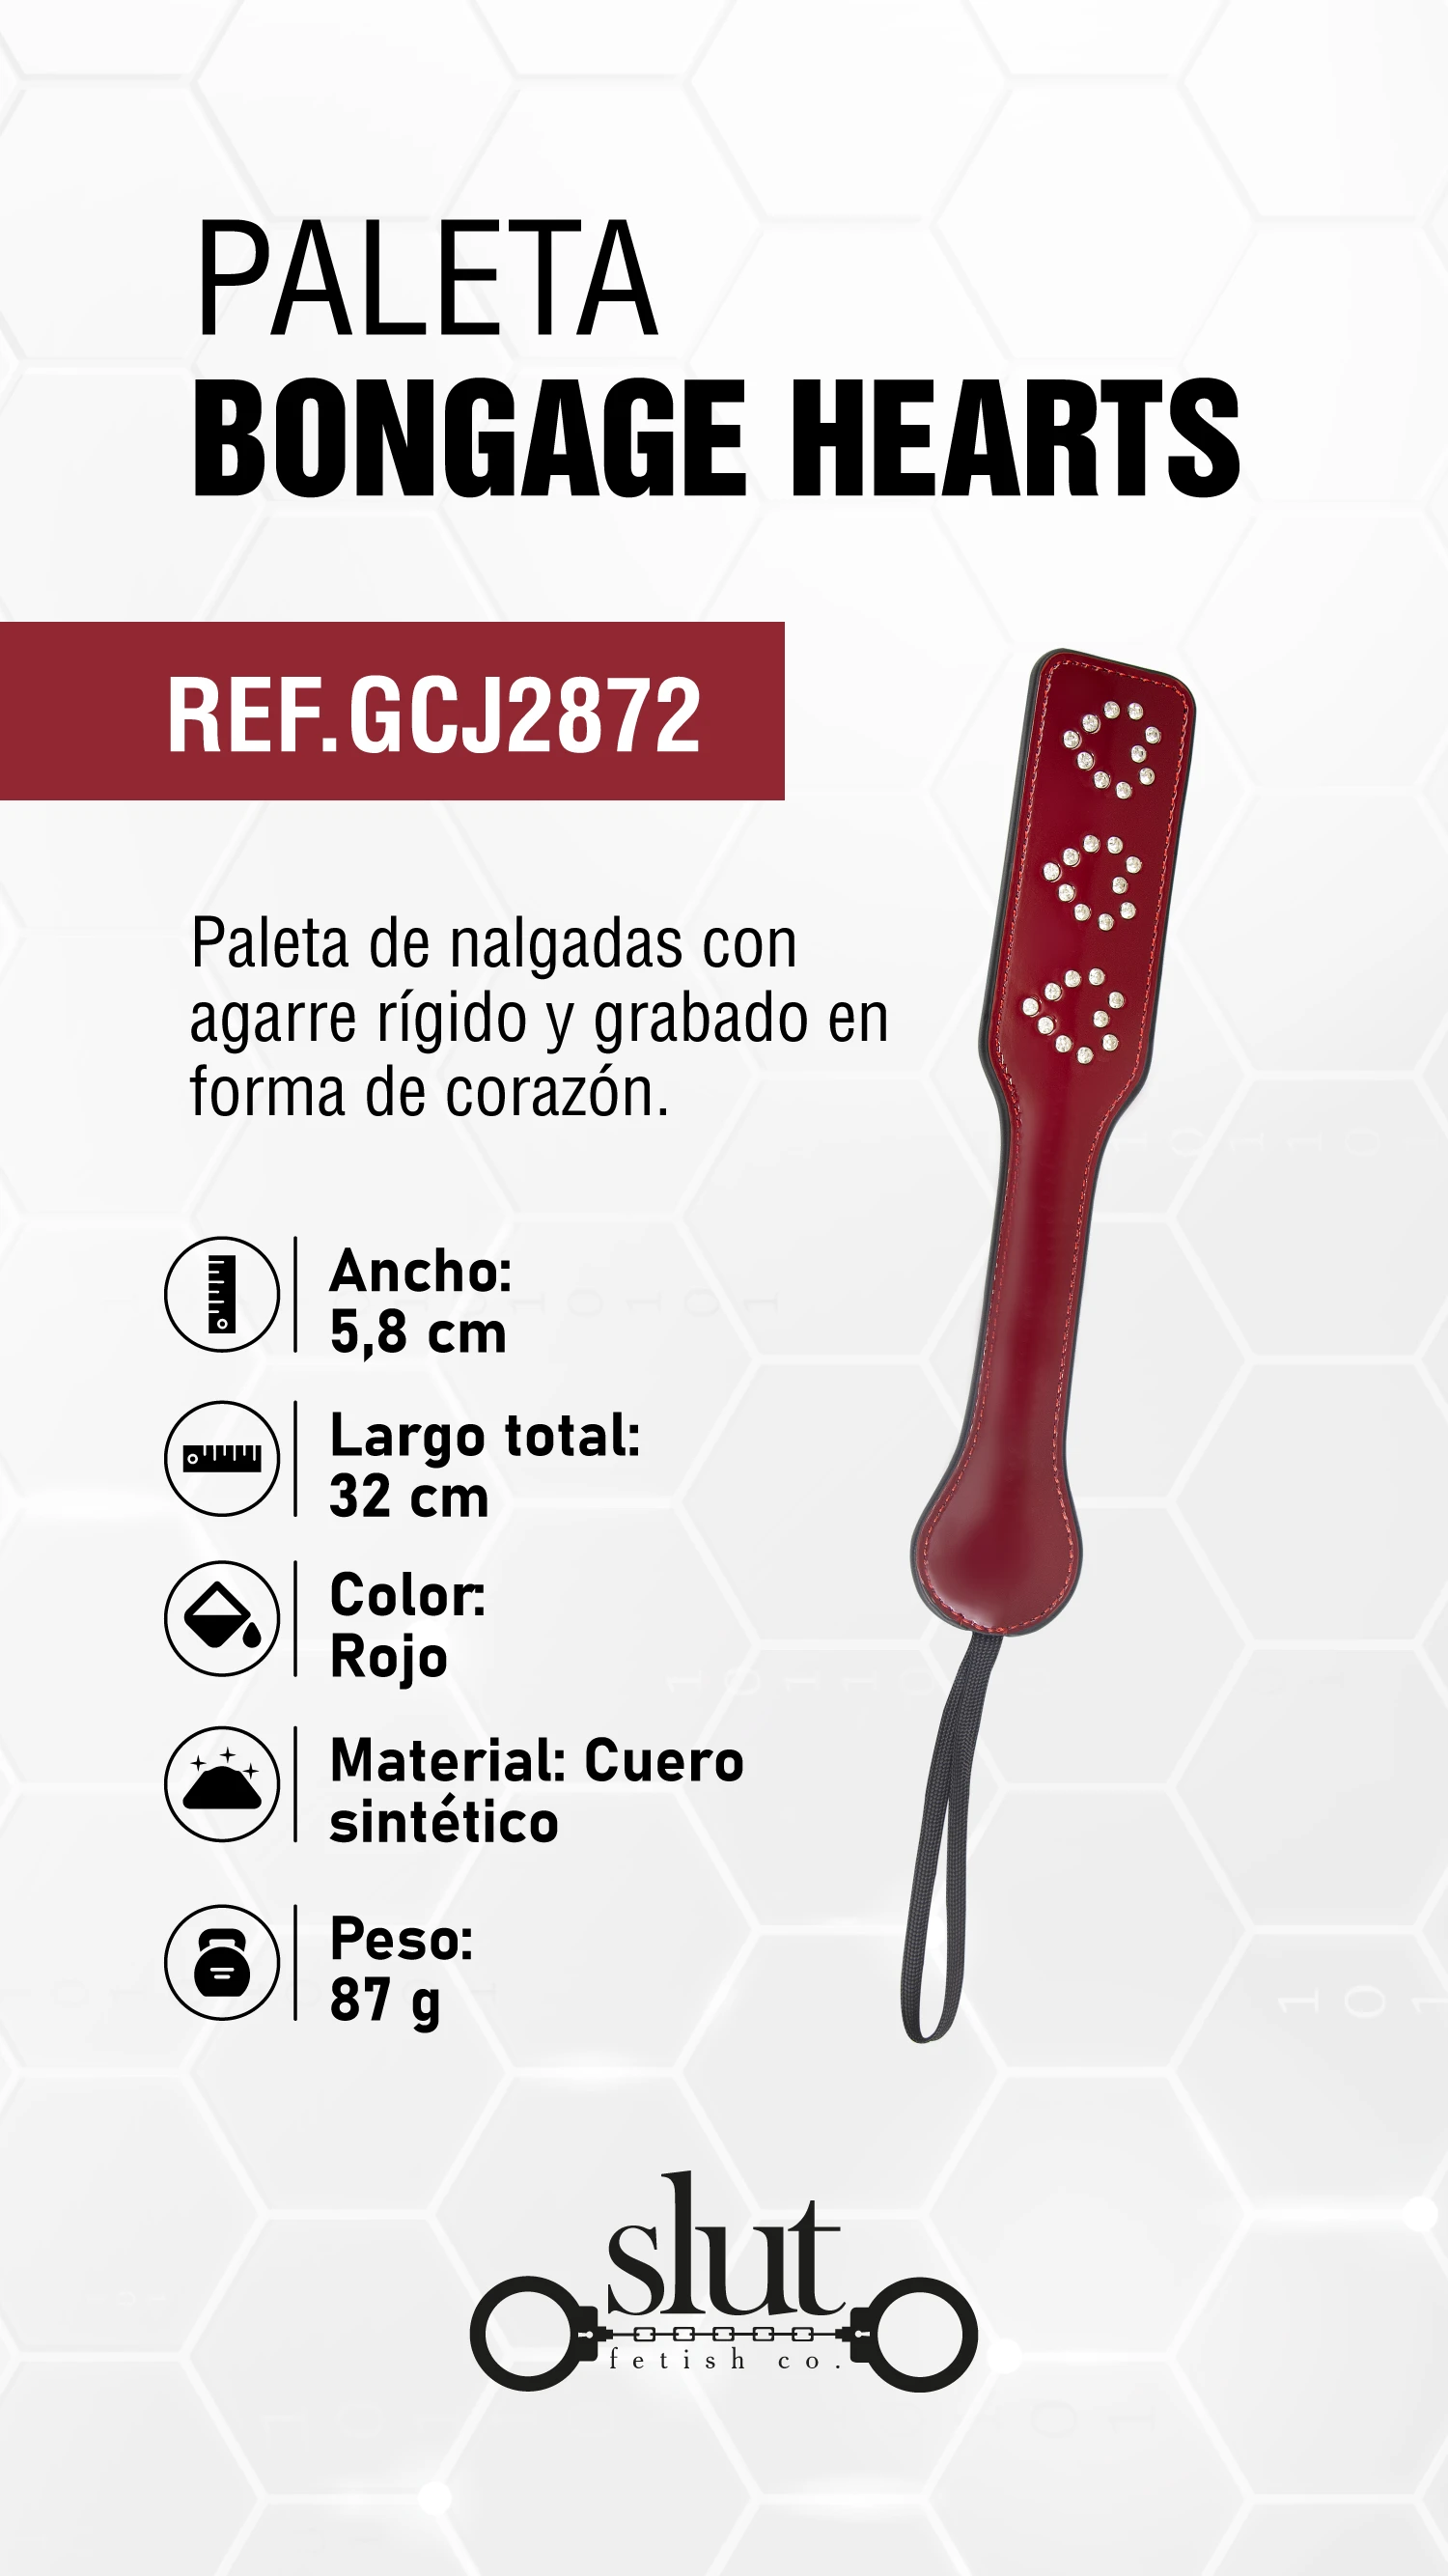 PALETA
BONGAGE HEARTS
REF.GCJ2872
Paleta de nalgadas con
agarre rígido y grabado en
forma de corazón.
Ancho:
5,8 cm
Largo total:
32 cm
Color:
Rojo
Material: Cuero
sintético
Peso:
87 g
slut
fetish co.